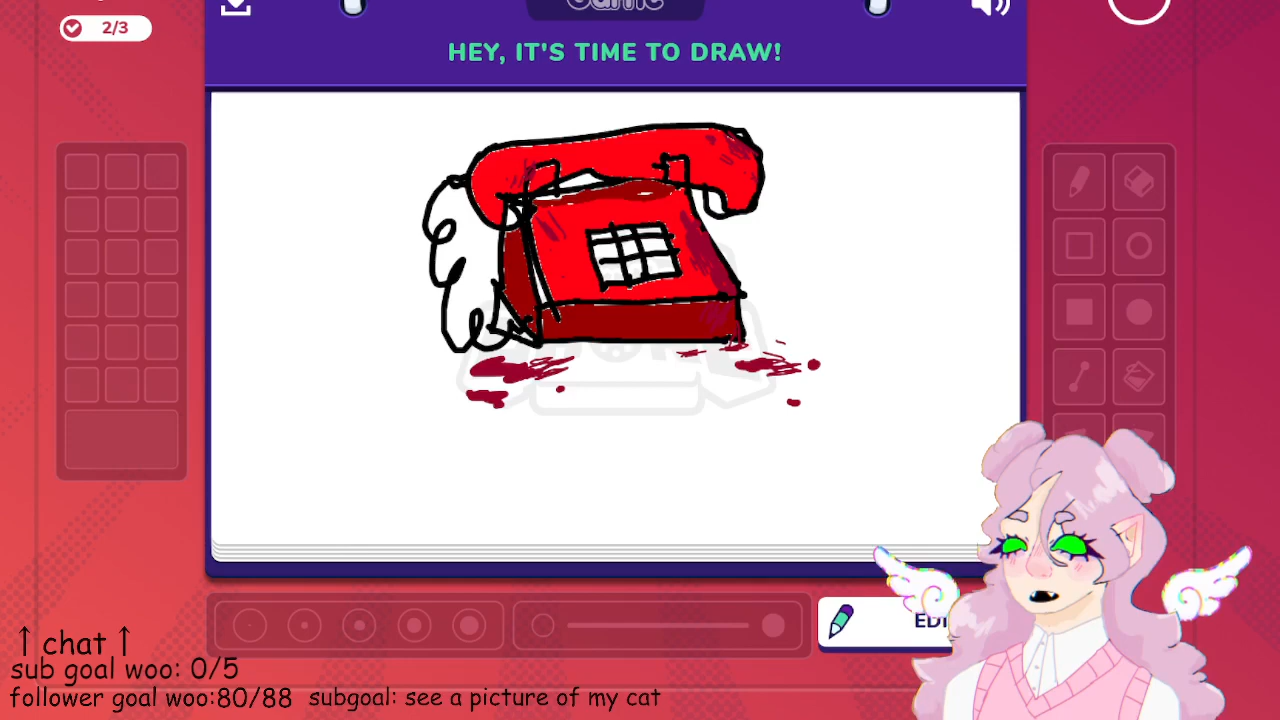 2/3
HEY, IT'S TIME TO DRAW!
↑ chat ↑
sub goal woo: 0/5
follower goal woo:80/88 subgoal: see a picture of my cat